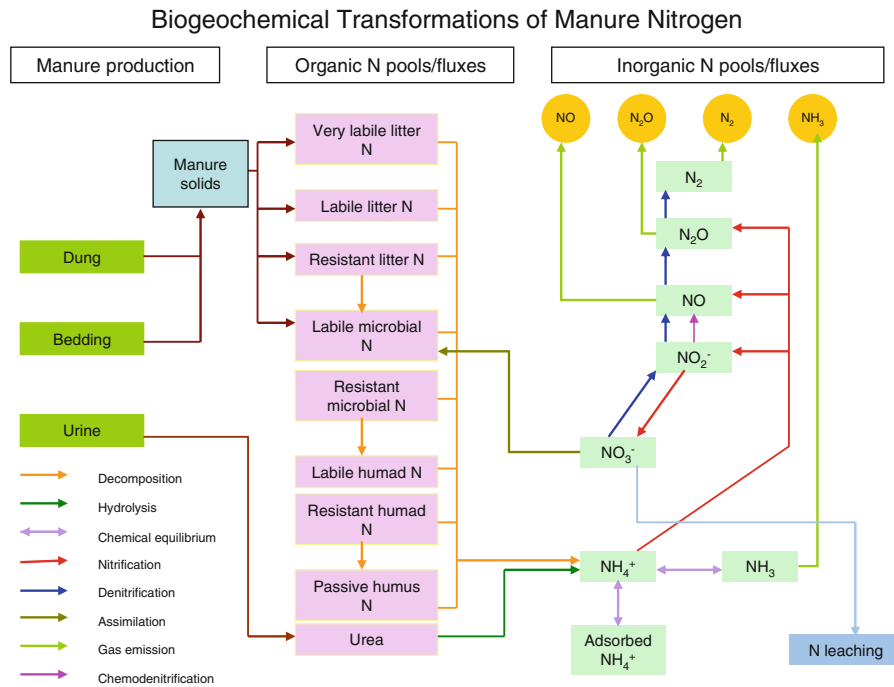 Biogeochemical Transformations of Manure Nitrogen
Manure production
Organic N pools/fluxes
Inorganic N pools/fluxes
Very labile litter
N
Manure
solids
Labile litter N
Dung
Resistant litter N
Bedding
Labile microbial
N
Resistant
microbial N
Urine
Labile humad N
Resistant humad
N
Passive humus
N
Urea
NO
N₂O
N₂
NH₃
N₂
N₂O
NO
NO₂⁻
NO₃⁻
NH₄⁺
NH₃
Adsorbed
NH₄⁺
N leaching
Decomposition
Hydrolysis
Chemical equilibrium
Nitrification
Denitrification
Assimilation
Gas emission
Chemodenitrification